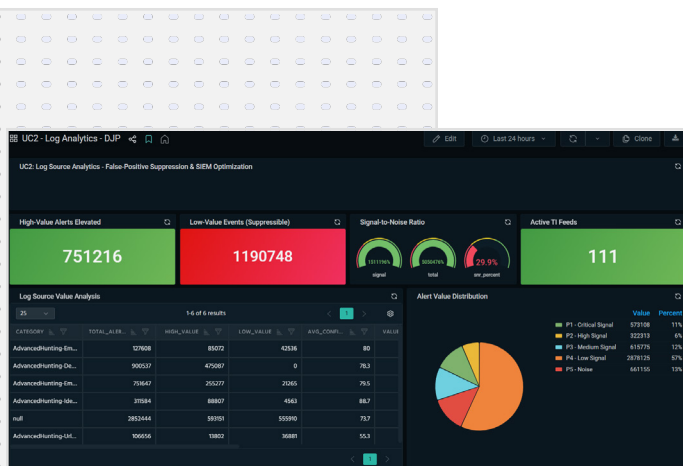 UC2 - Log Analytics - DJP
Edit
Last 24 hours
Clone
UC2: Log Source Analytics - False-Positive Suppression & SIEM Optimization
High-Value Alerts Elevated
Low-Value Events (Suppressible)
Signal-to-Noise Ratio
Active TI Feeds
751216
1190748
1311196%
signal
5050476%
total
29.9%
snr_percent
111
Log Source Value Analysis
25
1-6 of 6 results
1
CATEGORY TOTAL_ALER... HIGH_VALUE LOW_VALUE AVG_CONFI... VALUE
AdvancedHunting-Em... 127608 85072 42536 80
AdvancedHunting-De... 900537 475087 0 78.3
AdvancedHunting-Em... 751647 255277 21265 79.5
AdvancedHunting-Ide... 311584 88807 4563 88.7
null 2852444 593151 555910 73.7
AdvancedHunting-Url... 106656 13802 36881 55.3
1
Alert Value Distribution
Value Percent
P1 - Critical Signal 573108 11%
P2 - High Signal 322313 6%
P3 - Medium Signal 615775 12%
P4 - Low Signal 2878125 57%
P5 - Noise 661155 13%